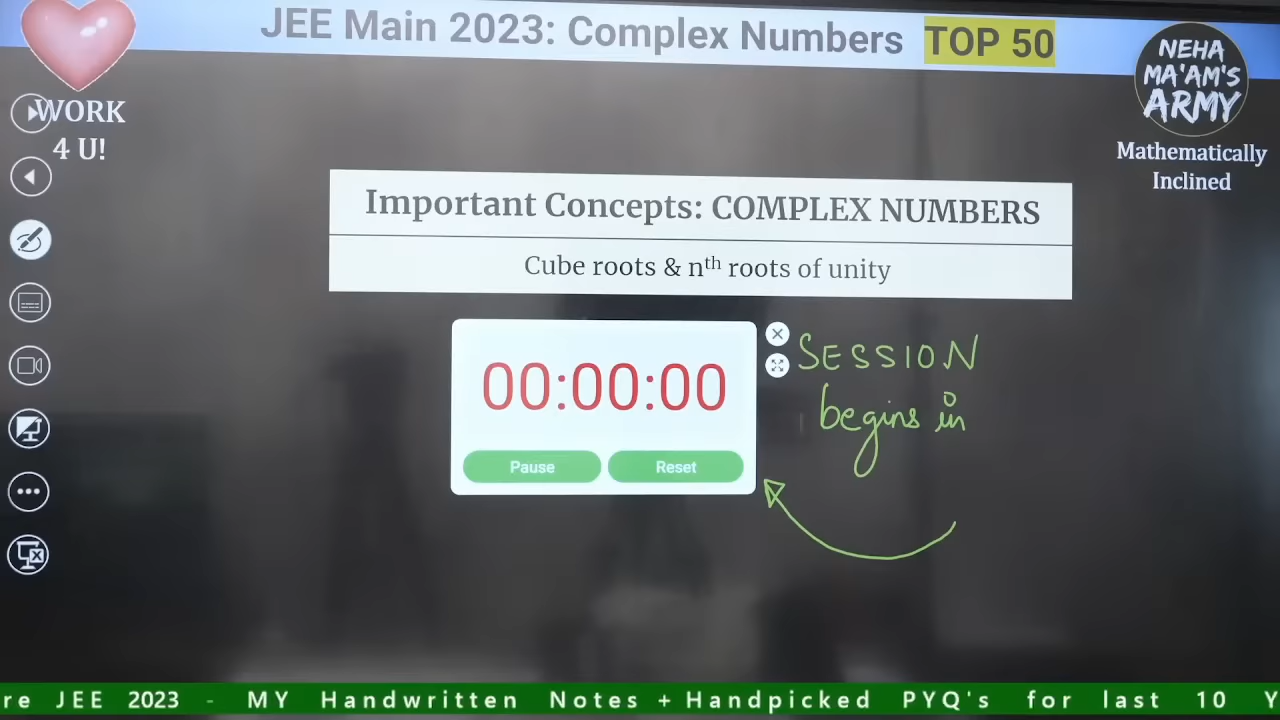 JEE Main 2023: Complex Numbers TOP 50
WORK
4 U!
NEHA
MA'AM'S
ARMY
Mathematically
Inclined
Important Concepts: COMPLEX NUMBERS
Cube roots & nth roots of unity
00:00:00
Pause Reset
SESSION
begins in
re JEE 2023 - MY Handwritten Notes + Handpicked PYQ's for last 10 Y